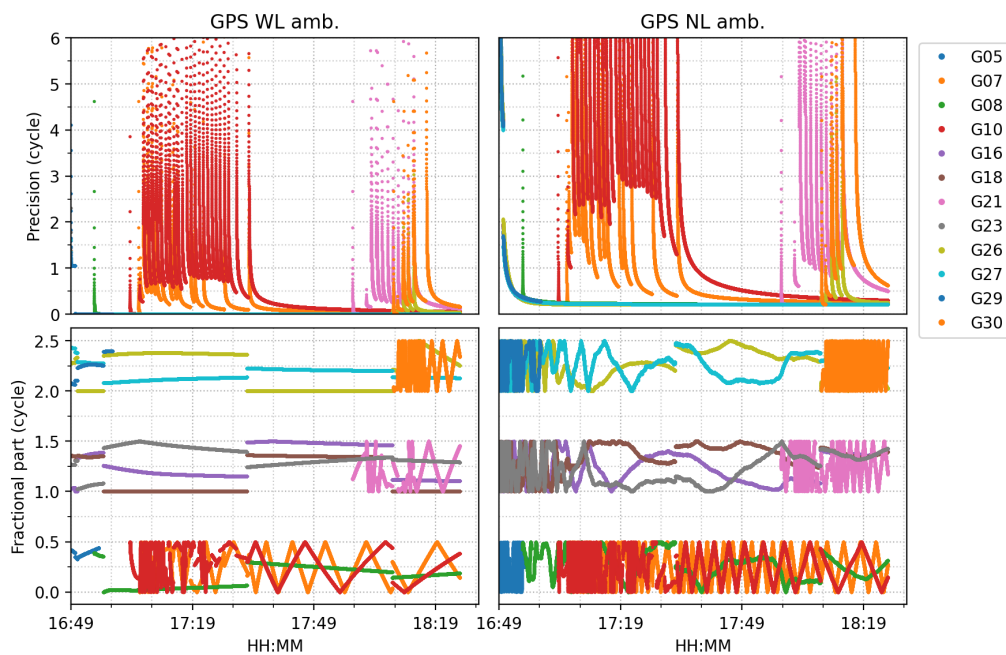 GPS WL amb.
GPS NL amb.
Precision (cycle)
6
5
4
3
2
1
0
G05
G07
G08
G10
G16
G18
G21
G23
G26
G27
G29
G30
Fractional part (cycle)
2.5
2.0
1.5
1.0
0.5
0.0
16:49
17:19
17:49
18:19
16:49
17:19
17:49
18:19
HH:MM
HH:MM